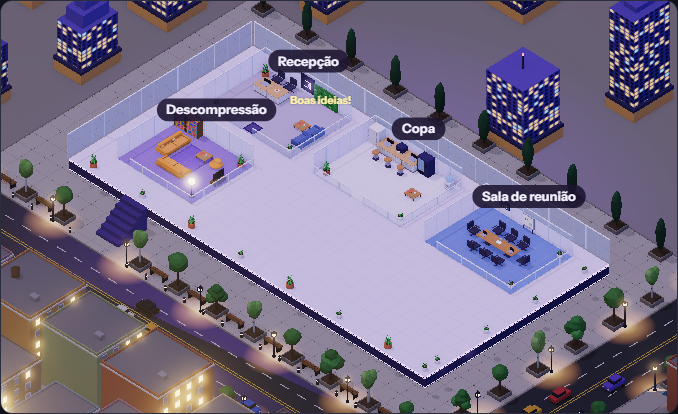 Recepção
Boas ideias!
Descompressão
Copa
Sala de reunião